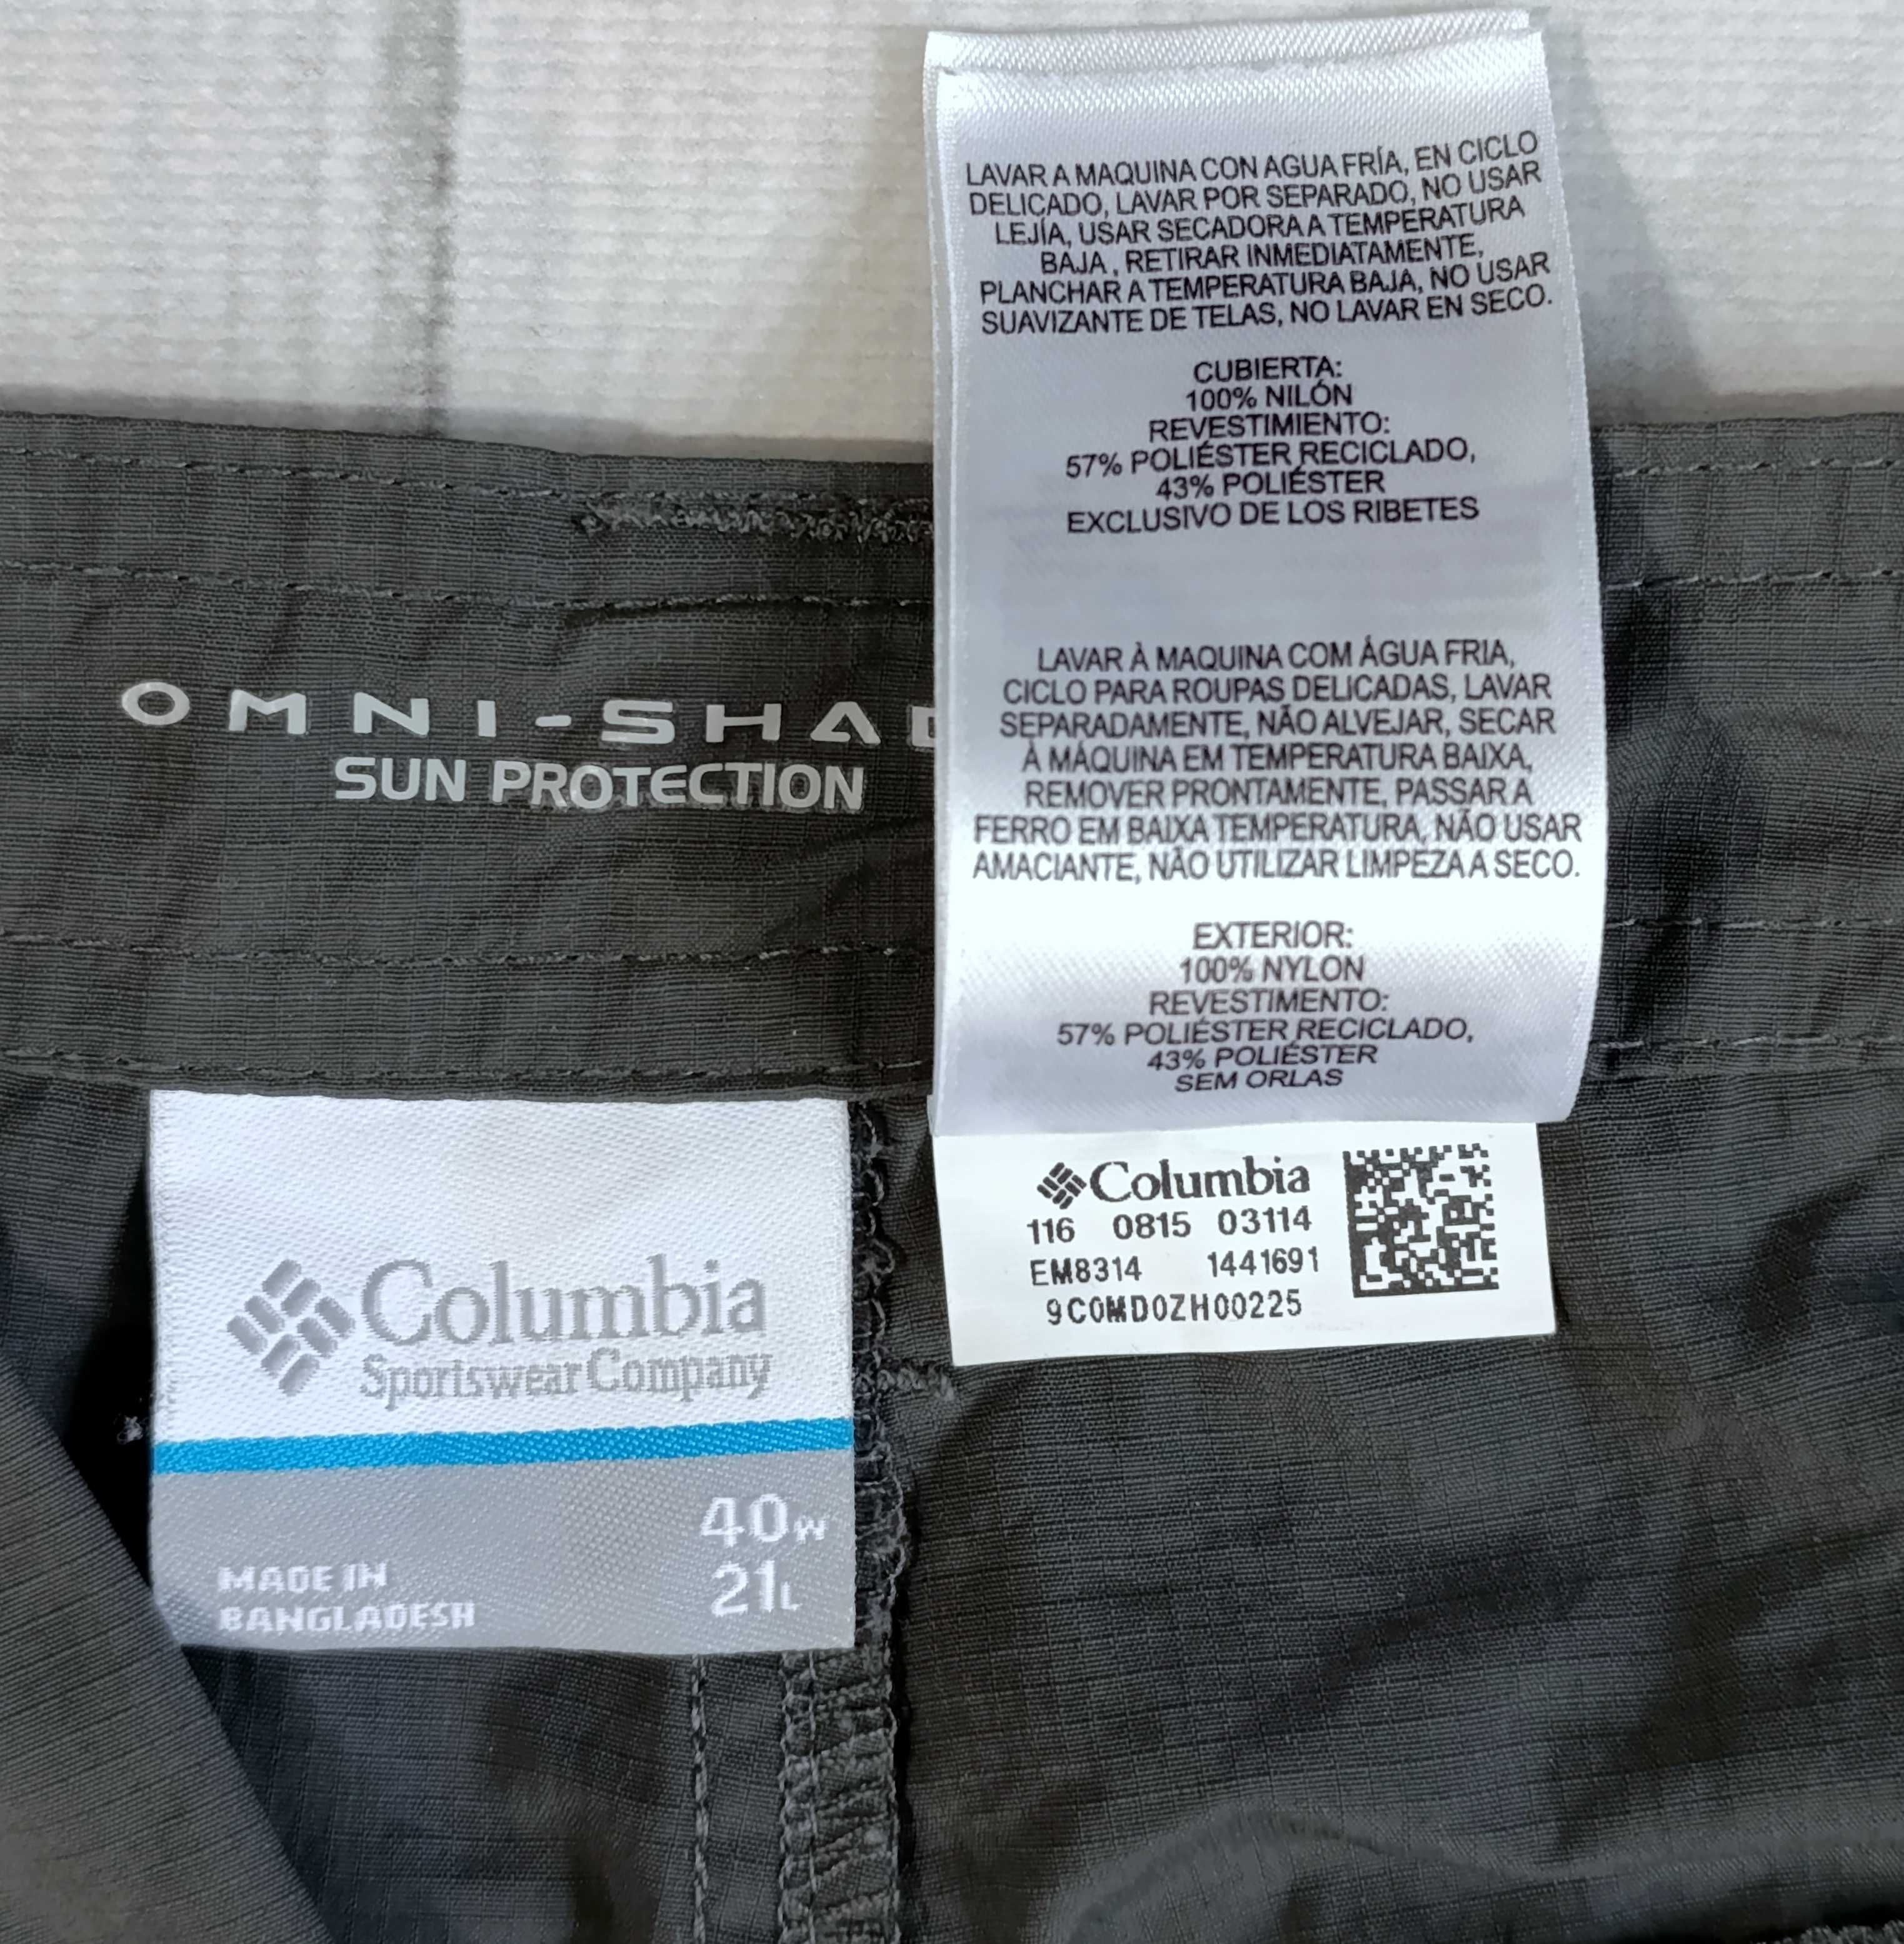 LAVAR A MAQUINA CON AGUA FRÍA, EN CICLO
DELICADO, LAVAR POR SEPARADO, NO USAR
LEJÍA, USAR SECADORA A TEMPERATURA
BAJA, RETIRAR INMEDIATAMENTE,
PLANCHAR A TEMPERATURA BAJA, NO USAR
SUAVIZANTE DE TELAS, NO LAVAR EN SECO.
CUBIERTA:
100% NILÓN
REVESTIMIENTO:
57% POLIÉSTER RECICLADO,
43% POLIÉSTER
EXCLUSIVO DE LOS RIBETES
LAVAR À MAQUINA COM ÁGUA FRIA,
CICLO PARA ROUPAS DELICADAS, LAVAR
SEPARADAMENTE, NÃO ALVEJAR, SECAR
À MÁQUINA EM TEMPERATURA BAIXA,
REMOVER PRONTAMENTE, PASSAR A
FERRO EM BAIXA TEMPERATURA, NÃO USAR
AMACIANTE, NÃO UTILIZAR LIMPEZA A SECO.
EXTERIOR:
100% NYLON
REVESTIMENTO:
57% POLIÉSTER RECICLADO,
43% POLIÉSTER
SEM ORLAS
OMNI-SHAD
SUN PROTECTION
Columbia
116 0815 03114
EM8314 1441691
9C0MD0ZH00225
Columbia
Sportswear Company
40W
21L
MADE IN
BANGLADESH